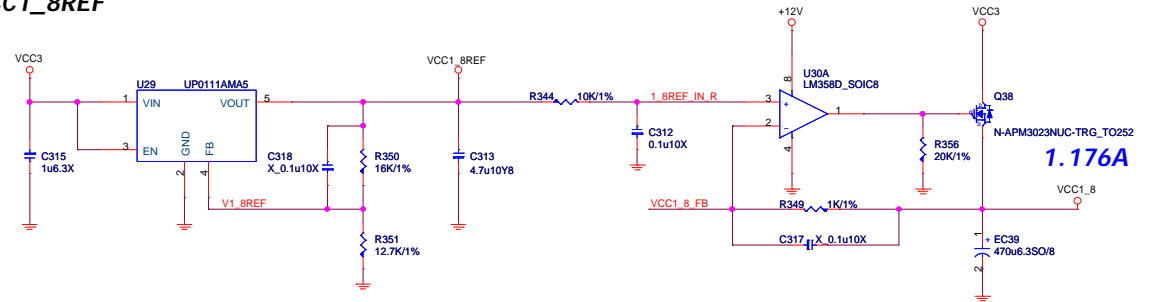 CC1_8REF
VCC3
U29
UP0111AMA5
1
VIN
VOUT
5
3
EN
GND
FB
2
4
C315
1u6.3X
V1_8REF
C318
X_0.1u10X
R350
16K/1%
R351
12.7K/1%
VCC1_8REF
C313
4.7u10Y8
R344
10K/1%
1_8REF_IN_R
C312
0.1u10X
+12V
U30A
LM358D_SOIC8
8
3
+
2
-
1
4
R356
20K/1%
VCC3
Q38
N-APM3023NUC-TRG_TO252
1.176A
VCC1_8_FB
R349
1K/1%
C317
X_0.1u10X
VCC1_8
1
+
EC39
470u6.3SO/8
2